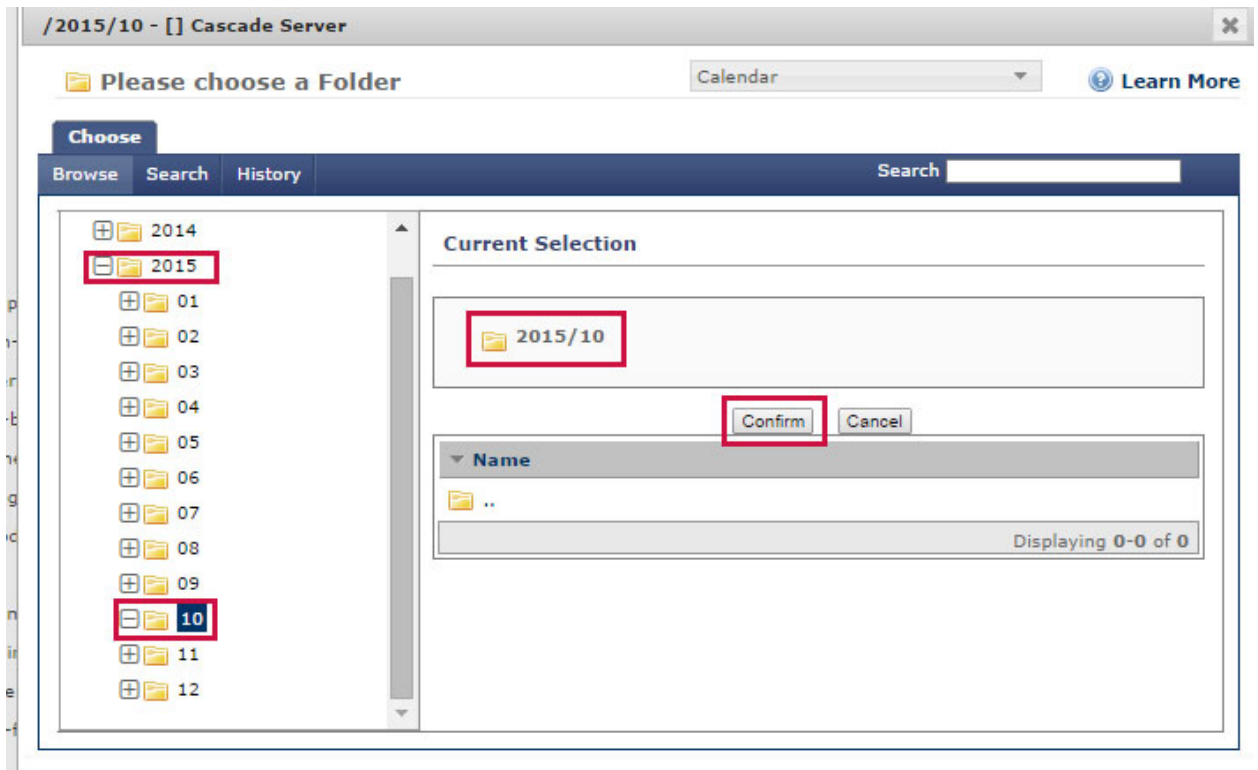 /2015/10 - [] Cascade Server
Please choose a Folder
Calendar
Learn More
Choose
Browse Search History
Search
2014
2015
01
02
03
04
05
06
07
08
09
10
11
12
Current Selection
2015/10
Confirm Cancel
Name
..
Displaying 0-0 of 0